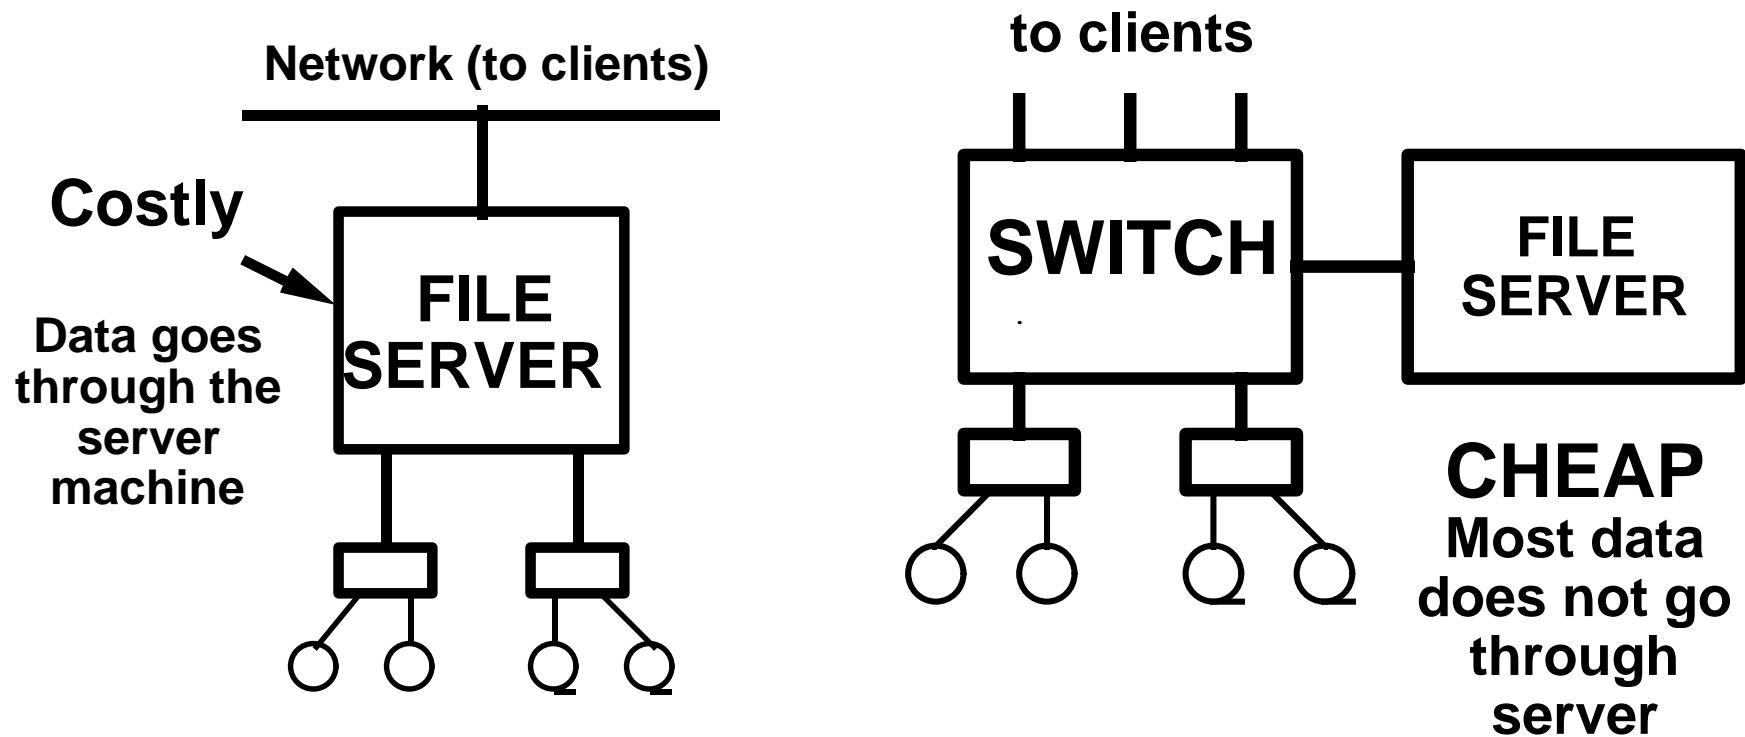 Network (to clients)
Costly
FILE
SERVER
Data goes
through the
server
machine
to clients
SWITCH
FILE
SERVER
CHEAP
Most data
does not go
through
server